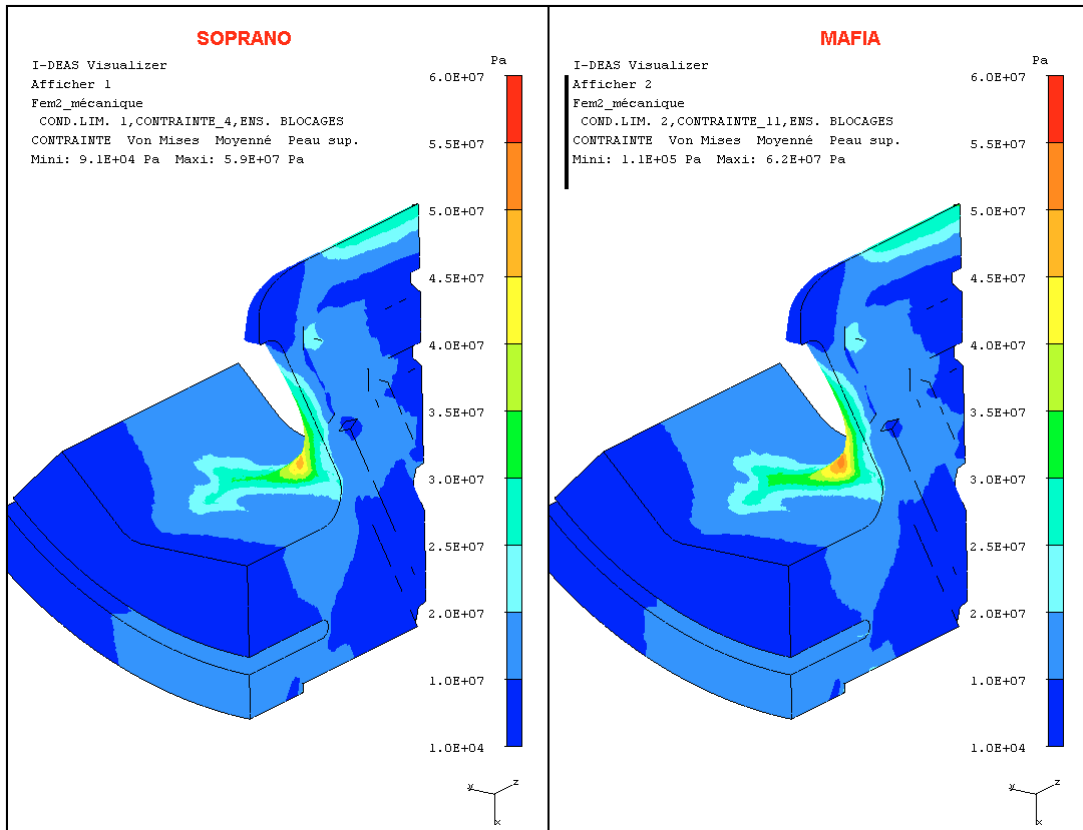 SOPRANO
I-DEAS Visualizer
Afficher 1
Fem2_mécanique
COND.LIM. 1,CONTRAINTE_4,ENS. BLOCAGES
CONTRAINTE Von Mises Moyenné Peau sup.
Mini: 9.1E+04 Pa Maxi: 5.9E+07 Pa
Pa
6.0E+07
5.5E+07
5.0E+07
4.5E+07
4.0E+07
3.5E+07
3.0E+07
2.5E+07
2.0E+07
1.0E+07
1.0E+04
y
z
x
MAFIA
I-DEAS Visualizer
Afficher 2
Fem2_mécanique
COND.LIM. 2,CONTRAINTE_11,ENS. BLOCAGES
CONTRAINTE Von Mises Moyenné Peau sup.
Mini: 1.1E+05 Pa Maxi: 6.2E+07 Pa
Pa
6.0E+07
5.5E+07
5.0E+07
4.5E+07
4.0E+07
3.5E+07
3.0E+07
2.5E+07
2.0E+07
1.0E+07
1.0E+04
y
z
x